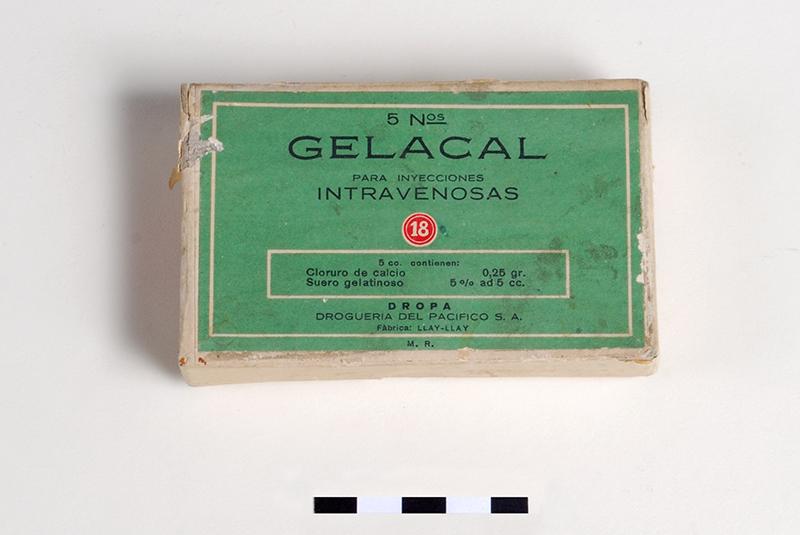 5 Nos
GELACAL
PARA INYECCIONES
INTRAVENOSAS
18
5 cc. contienen:
Cloruro de calcio 0,25 gr.
Suero gelatinoso 5% ad 5 cc.
DROPA
DROGUERIA DEL PACIFICO S. A.
Fábrica: LLAY-LLAY
M. R.